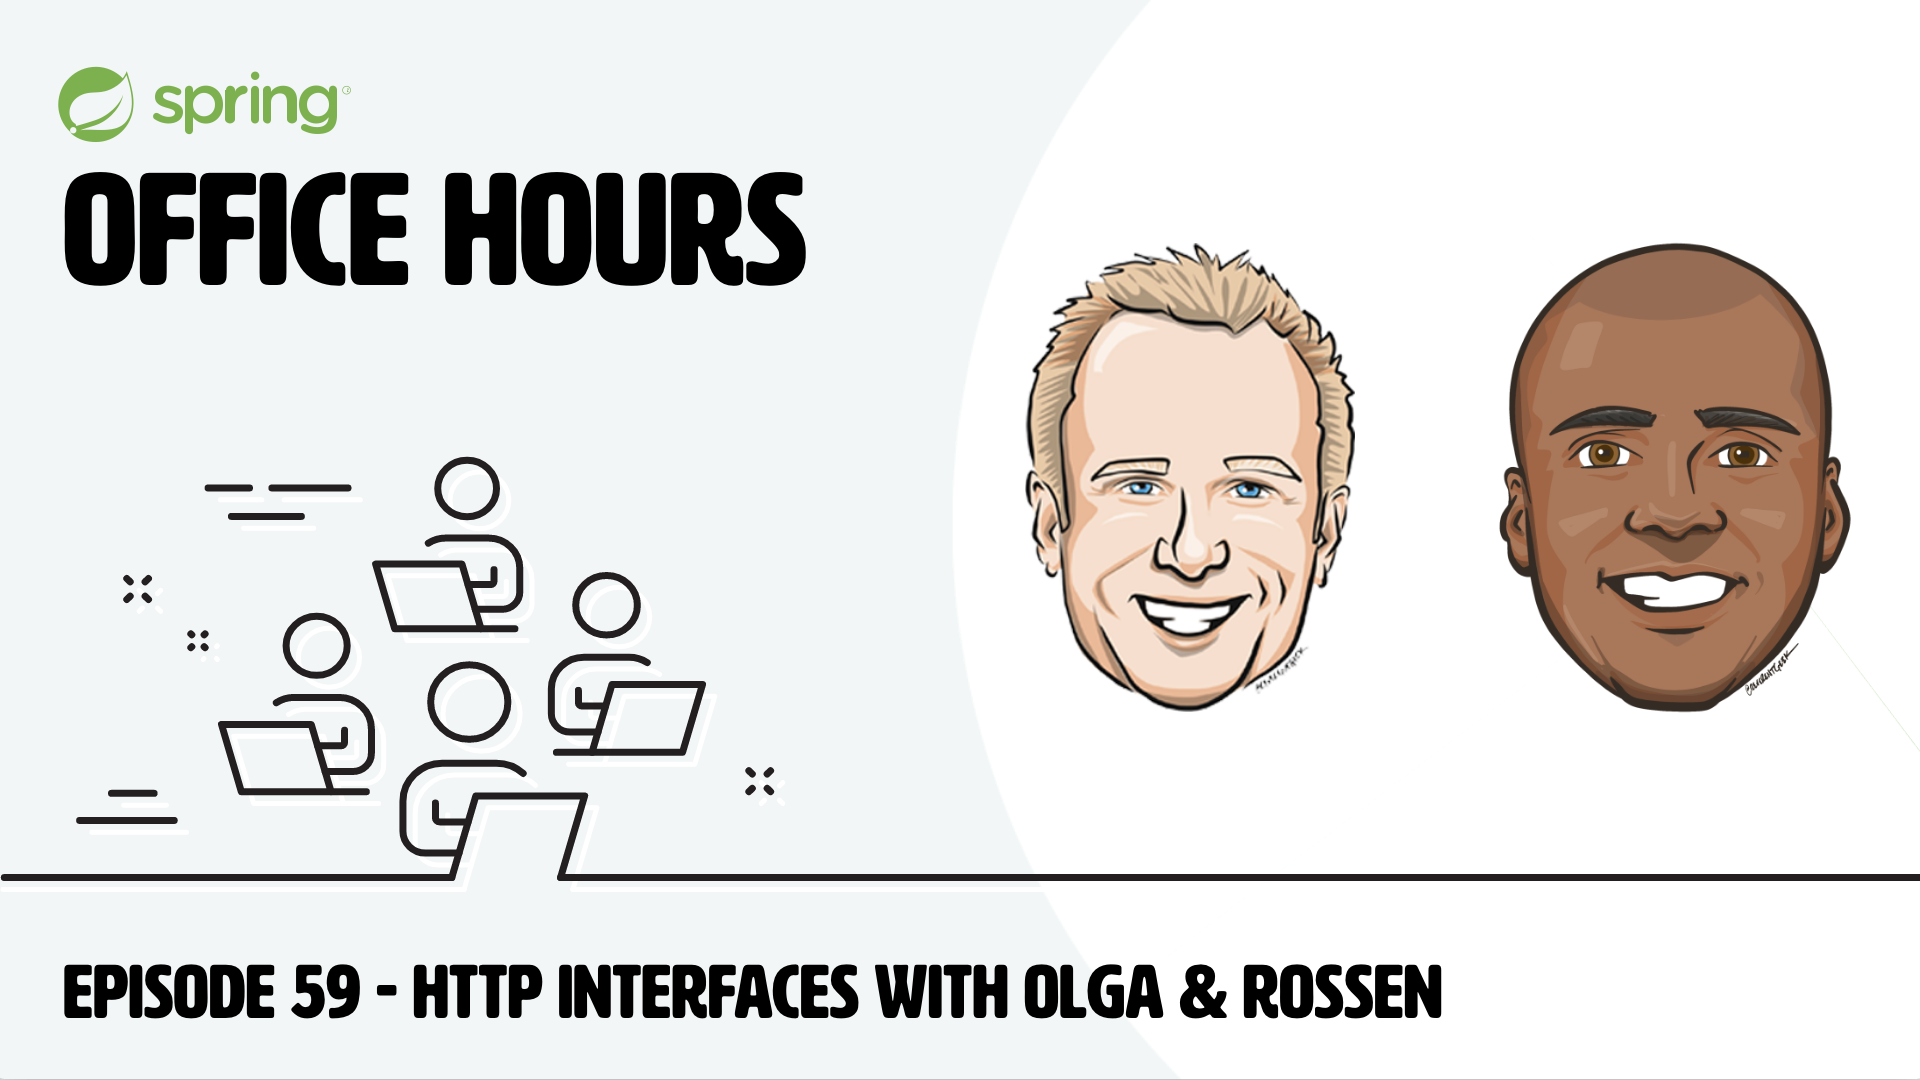 spring
OFFICE HOURS
EPISODE 59 - HTTP INTERFACES WITH OLGA & ROSSEN